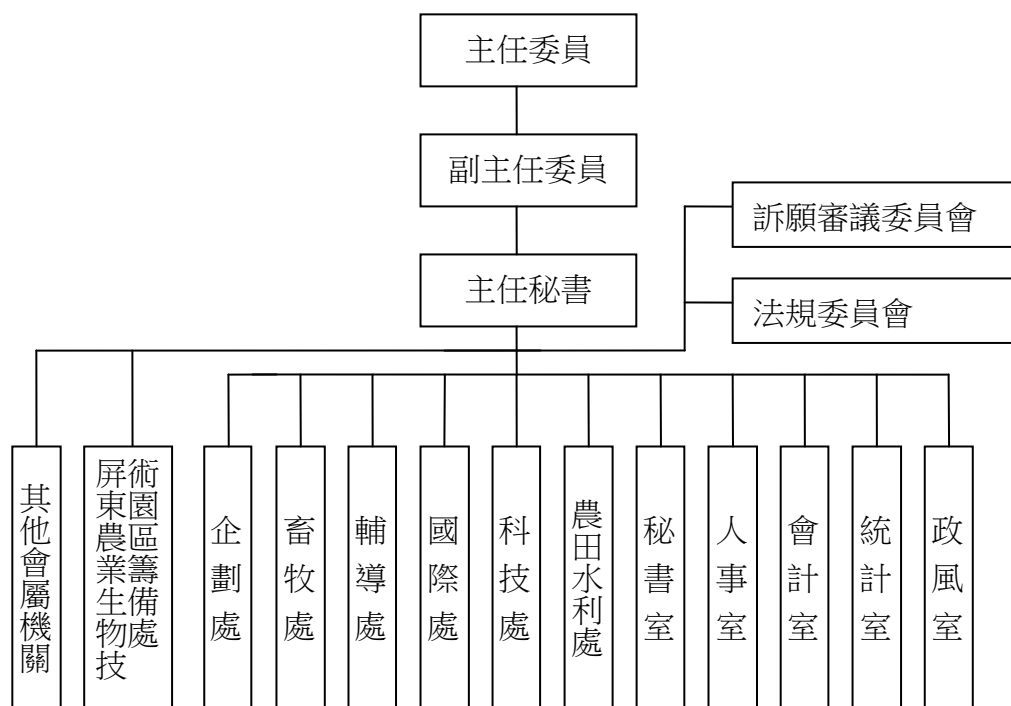 主任委員
副主任委員
訴願審議委員會
主任秘書
法規委員會
其他會屬機關
屏東農業生物技
術園區籌備處
企劃處
畜牧處
輔導處
國際處
科技處
農田水利處
秘書室
人事室
會計室
統計室
政風室